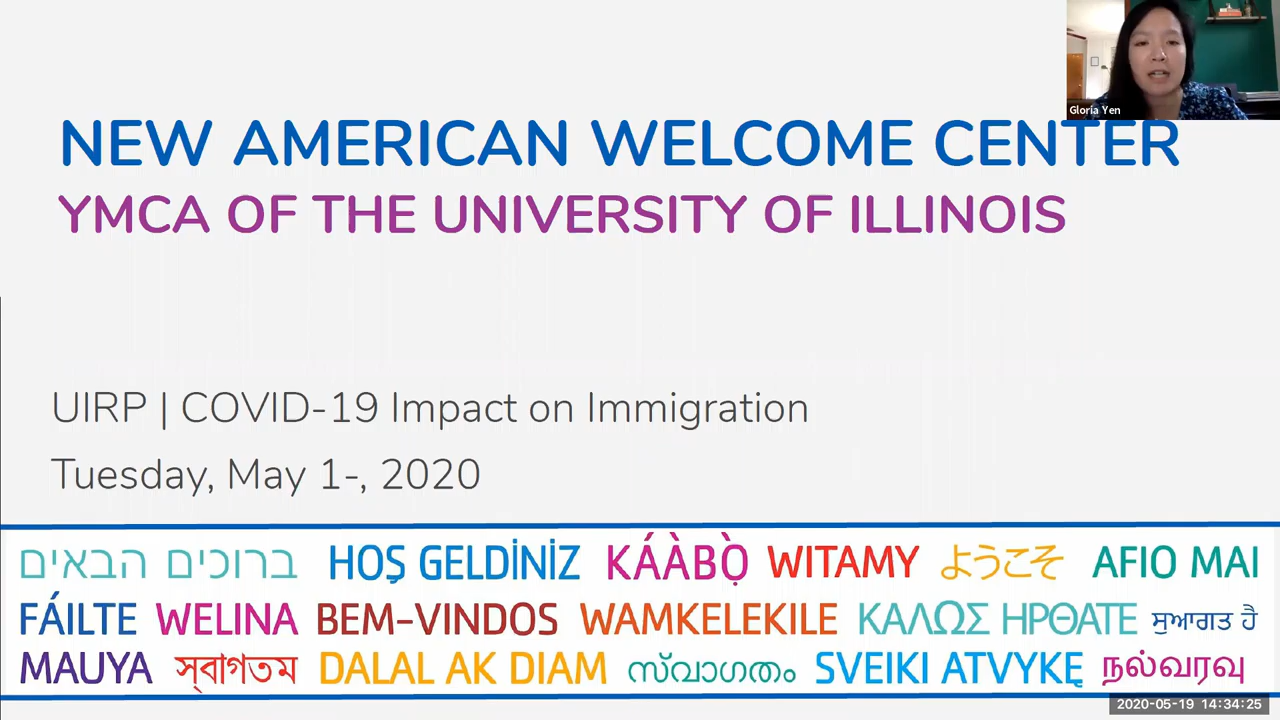 Gloria Yen
NEW AMERICAN WELCOME CENTER
YMCA OF THE UNIVERSITY OF ILLINOIS
UIRP | COVID-19 Impact on Immigration
Tuesday, May 1-, 2020
ברוכים הבאים HOŞ GELDİNİZ KÁÀBỌ̀ WITAMY ようこそ AFIO MAI
FÁILTE WELINA BEM-VINDOS WAMKELEKILE ΚΑΛΩΣ ΗΡΘΑΤΕ ਸੁਆਗਤ ਹੈ
MAUYA স্বাগতম DALAL AK DIAM സ്വാഗതം SVEIKI ATVYKĘ நல்வரவு
2020-05-19 14:34:25